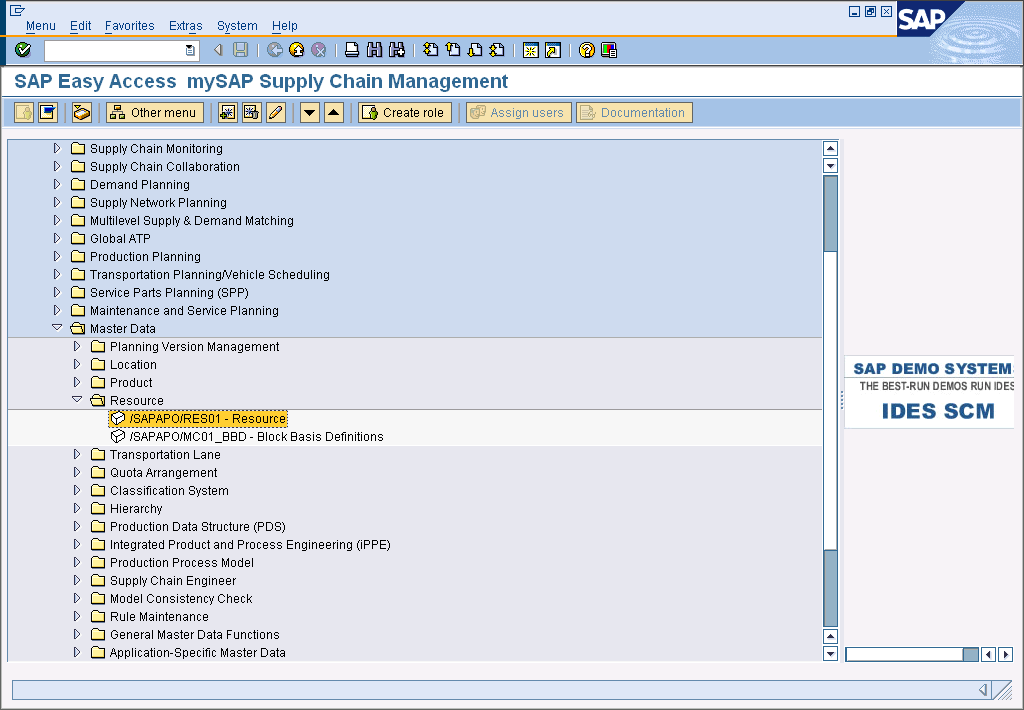 Menu Edit Favorites Extras System Help
SAP
SAP Easy Access mySAP Supply Chain Management
Other menu Create role Assign users Documentation
Supply Chain Monitoring
Supply Chain Collaboration
Demand Planning
Supply Network Planning
Multilevel Supply & Demand Matching
Global ATP
Production Planning
Transportation Planning/Vehicle Scheduling
Service Parts Planning (SPP)
Maintenance and Service Planning
Master Data
Planning Version Management
Location
Product
Resource
/SAPAPO/RES01 - Resource
/SAPAPO/MC01_BBD - Block Basis Definitions
Transportation Lane
Quota Arrangement
Classification System
Hierarchy
Production Data Structure (PDS)
Integrated Product and Process Engineering (iPPE)
Production Process Model
Supply Chain Engineer
Model Consistency Check
Rule Maintenance
General Master Data Functions
Application-Specific Master Data
SAP DEMO SYSTEM
THE BEST-RUN DEMOS RUN IDES
IDES SCM